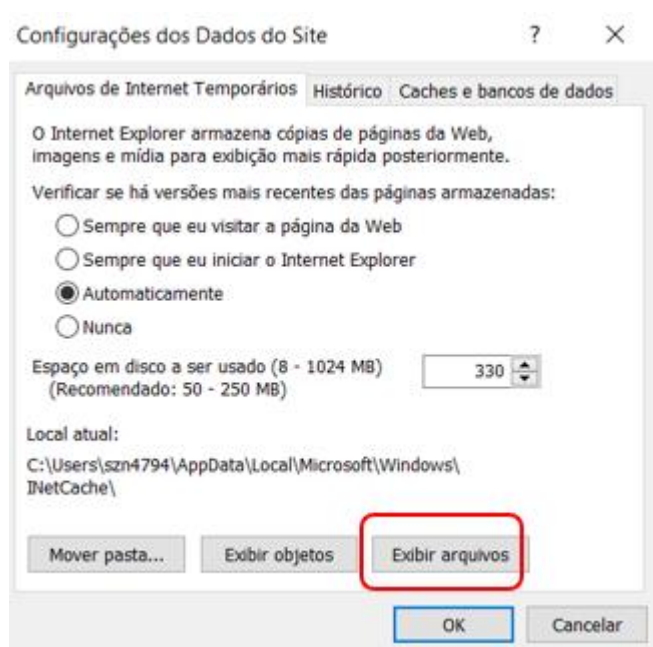 Configurações dos Dados do Site ?
Arquivos de Internet Temporários Histórico Caches e bancos de dados
O Internet Explorer armazena cópias de páginas da Web,
imagens e mídia para exibição mais rápida posteriormente.
Verificar se há versões mais recentes das páginas armazenadas:
Sempre que eu visitar a página da Web
Sempre que eu iniciar o Internet Explorer
Automaticamente
Nunca
Espaço em disco a ser usado (8 - 1024 MB) 330
(Recomendado: 50 - 250 MB)
Local atual:
C:\Users\szn4794\AppData\Local\Microsoft\Windows\
INetCache\
Mover pasta... Exibir objetos Exibir arquivos
OK Cancelar